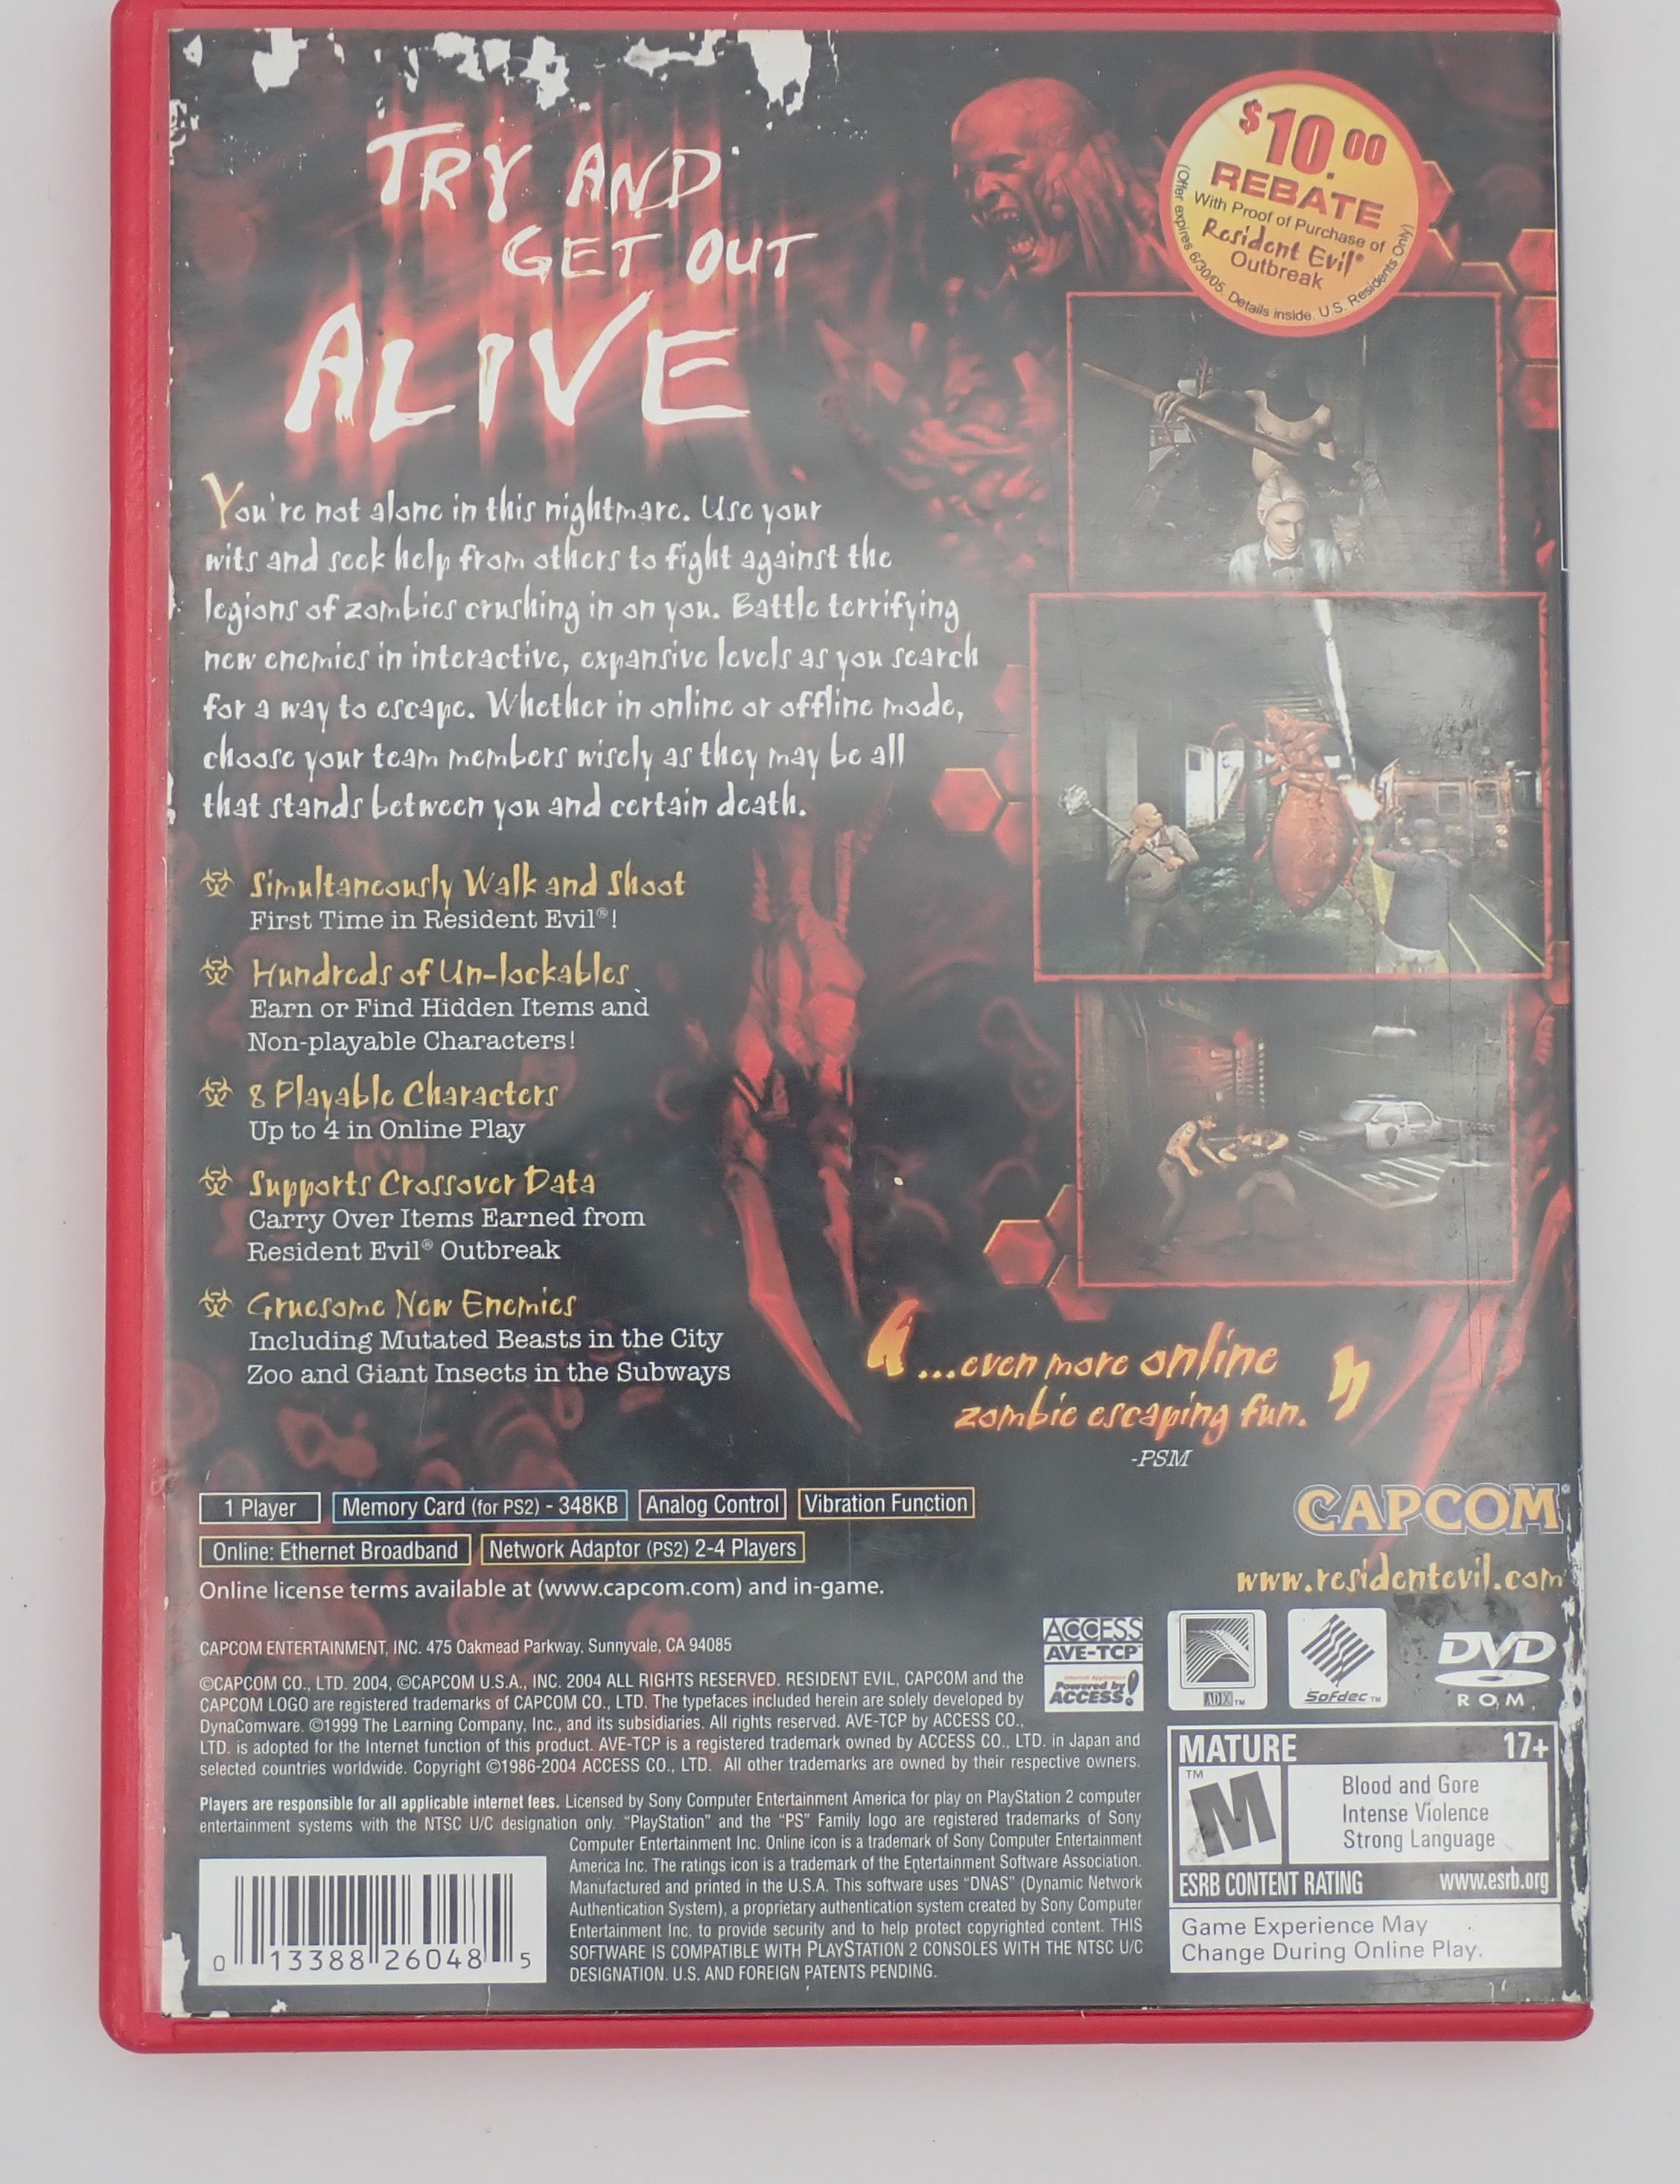 TRY AND
GET OUT
ALIVE
$10.00
REBATE
With Proof of Purchase of
Resident Evil®
Outbreak
(Offer expires 6/30/05. Details inside. U.S. Residents Only)
You're not alone in this nightmare. Use your
wits and seek help from others to fight against the
legions of zombies crushing in on you. Battle terrifying
new enemies in interactive, expansive levels as you search
for a way to escape. Whether in online or offline mode,
choose your team members wisely as they may be all
that stands between you and certain death.
Simultaneously Walk and Shoot
First Time in Resident Evil®!
Hundreds of Un-lockables
Earn or Find Hidden Items and
Non-playable Characters!
8 Playable Characters
Up to 4 in Online Play
Supports Crossover Data
Carry Over Items Earned from
Resident Evil® Outbreak
Gruesome New Enemies
Including Mutated Beasts in the City
Zoo and Giant Insects in the Subways
"...even more online
zombie escaping fun."
-PSM
1 Player
Memory Card (for PS2) - 348KB
Analog Control
Vibration Function
Online: Ethernet Broadband
Network Adaptor (PS2) 2-4 Players
Online license terms available at (www.capcom.com) and in-game.
CAPCOM®
www.residentevil.com
CAPCOM ENTERTAINMENT, INC. 475 Oakmead Parkway, Sunnyvale, CA 94085
©CAPCOM CO., LTD. 2004, ©CAPCOM U.S.A., INC. 2004 ALL RIGHTS RESERVED. RESIDENT EVIL, CAPCOM and the
CAPCOM LOGO are registered trademarks of CAPCOM CO., LTD. The typefaces included herein are solely developed by
DynaComware. ©1999 The Learning Company, Inc., and its subsidiaries. All rights reserved. AVE-TCP by ACCESS CO.,
LTD. is adopted for the Internet function of this product. AVE-TCP is a registered trademark owned by ACCESS CO., LTD. in Japan and
selected countries worldwide. Copyright ©1986-2004 ACCESS CO., LTD. All other trademarks are owned by their respective owners.
ACCESS
AVE-TCP
Internet Appliances
Powered by
ACCESS!
ADX™
Sofdec™
DVD
ROM
Players are responsible for all applicable internet fees. Licensed by Sony Computer Entertainment America for play on PlayStation 2 computer
entertainment systems with the NTSC U/C designation only. "PlayStation" and the "PS" Family logo are registered trademarks of Sony
Computer Entertainment Inc. Online icon is a trademark of Sony Computer Entertainment
America Inc. The ratings icon is a trademark of the Entertainment Software Association.
Manufactured and printed in the U.S.A. This software uses "DNAS" (Dynamic Network
Authentication System), a proprietary authentication system created by Sony Computer
Entertainment Inc. to provide security and to help protect copyrighted content. THIS
SOFTWARE IS COMPATIBLE WITH PLAYSTATION 2 CONSOLES WITH THE NTSC U/C
DESIGNATION. U.S. AND FOREIGN PATENTS PENDING.
0 13388 26048 5
MATURE 17+
™
M
Blood and Gore
Intense Violence
Strong Language
ESRB CONTENT RATING www.esrb.org
Game Experience May
Change During Online Play.